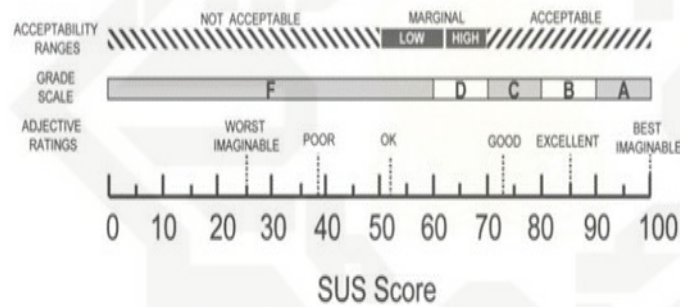 NOT ACCEPTABLE MARGINAL ACCEPTABLE
ACCEPTABILITY RANGES
LOW HIGH
GRADE SCALE
F D C B A
ADJECTIVE RATINGS
WORST IMAGINABLE POOR OK GOOD EXCELLENT BEST IMAGINABLE
0 10 20 30 40 50 60 70 80 90 100
SUS Score